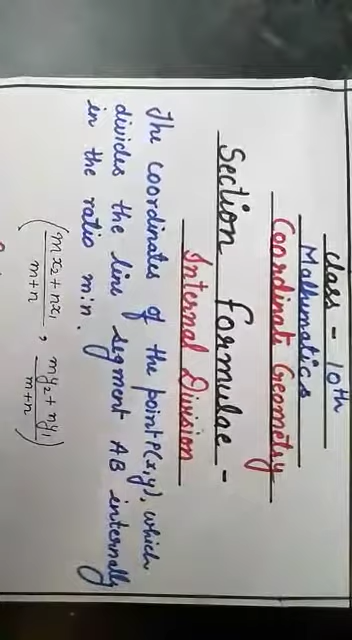 Class - 10th
Mathematics
Coordinate Geometry
Section formulae -
Internal Division
The coordinates of the point P(x,y), which
divides the line segment AB internally
in the ratio m:n.
(mx₂ + nx₁ / m+n , my₂ + ny₁ / m+n)